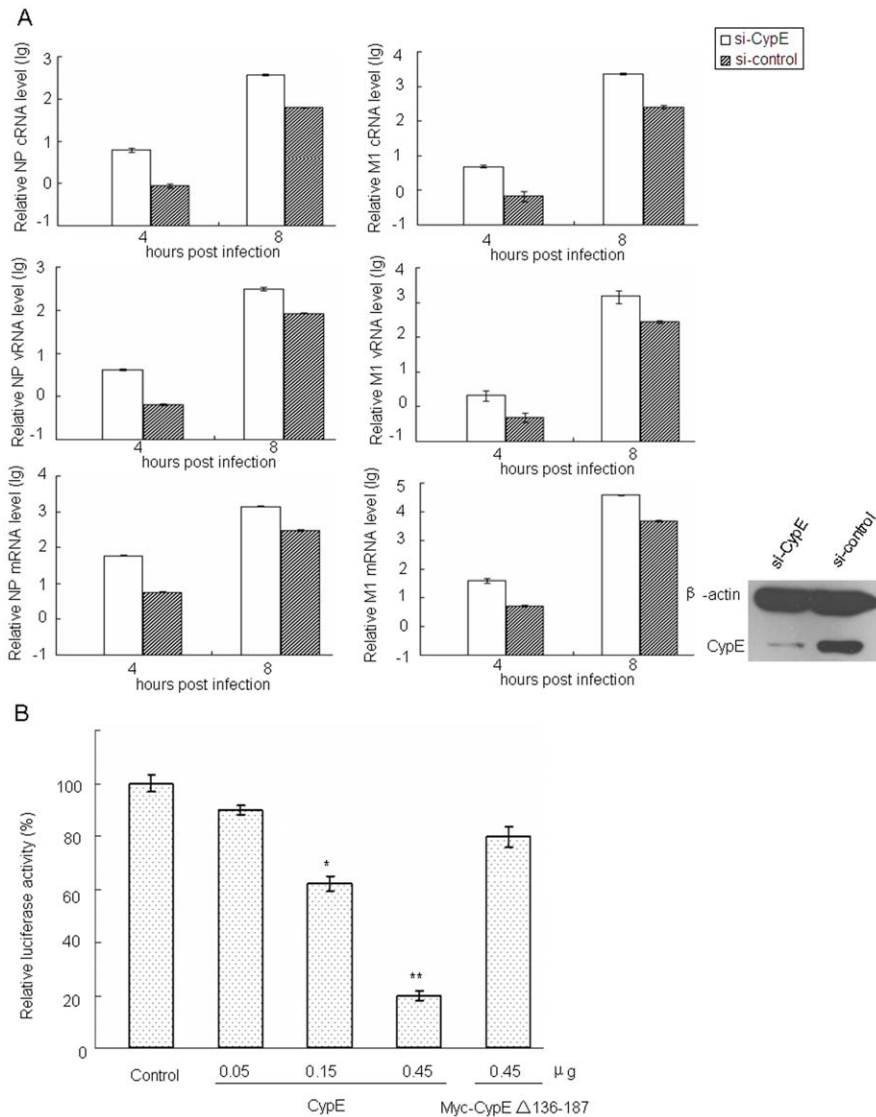 A
si-CypE
si-control
Relative NP cRNA level (lg)
3
2
1
0
-1
4 8
hours post infection
Relative M1 cRNA level (lg)
4
3
2
1
0
-1
4 8
hours post infection
Relative NP vRNA level (lg)
3
2
1
0
-1
4 8
hours post infection
Relative M1 vRNA level (lg)
4
3
2
1
0
-1
4 8
hours post infection
Relative NP mRNA level (lg)
4
3
2
1
0
-1
4 8
hours post infection
Relative M1 mRNA level (lg)
5
4
3
2
1
0
-1
4 8
hours post infection
si-CypE si-control
β -actin
CypE
B
Relative luciferase activity (%)
100
80
60
40
20
0
*
**
Control 0.05 0.15 0.45 0.45 μ g
CypE Myc-CypE △136-187